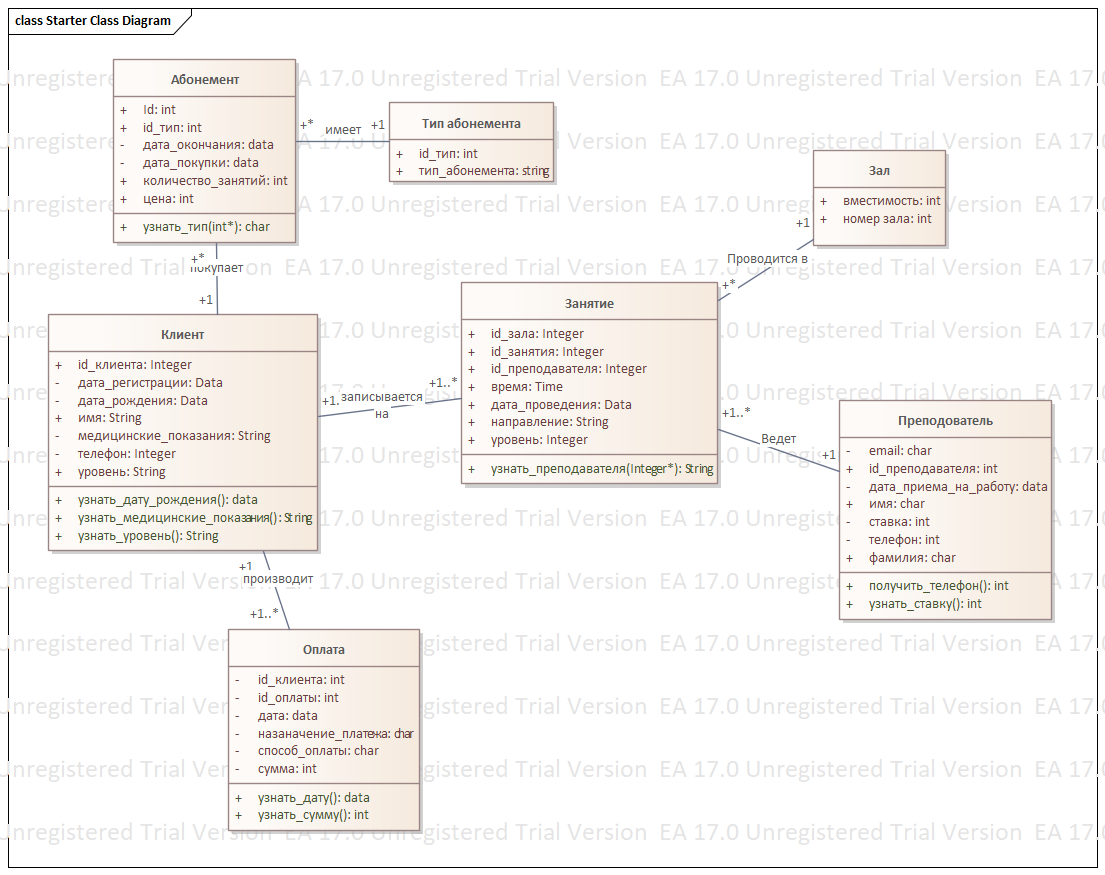 class Starter Class Diagram
EA 17.0 Unregistered Trial Version EA 17.0 Unregistered Trial Version EA 17.0
Абонемент
+ Id: int
+ id_тип: int
- дата_окончания: data
- дата_покупки: data
+ количество_занятий: int
+ цена: int
+ узнать_тип(int*): char
+* имеет +1
Тип абонемента
+ id_тип: int
+ тип_абонемента: string
Зал
+ вместимость: int
+ номер зала: int
+1
Проводится в
+*
+*
покупает
+1
Клиент
+ id_клиента: Integer
- дата_регистрации: Data
- дата_рождения: Data
+ имя: String
- медицинские_показания: String
- телефон: Integer
+ уровень: String
+ узнать_дату_рождения(): data
+ узнать_медицинские_показания(): String
+ узнать_уровень(): String
+1..*
+1. записывается
на
Занятие
+ id_зала: Integer
+ id_занятия: Integer
+ id_преподавателя: Integer
+ время: Time
+ дата_проведения: Data
+ направление: String
+ уровень: Integer
+ узнать_преподавателя(Integer*): String
+1..*
Ведет
+1
Преподователь
- email: char
+ id_преподавателя: int
- дата_приема_на_работу: data
+ имя: char
- ставка: int
- телефон: int
+ фамилия: char
+ получить_телефон(): int
+ узнать_ставку(): int
+1
производит
+1..*
Оплата
- id_клиента: int
- id_оплаты: int
- дата: data
- назаначение_платежа: char
- способ_оплаты: char
- сумма: int
+ узнать_дату(): data
+ узнать_сумму(): int